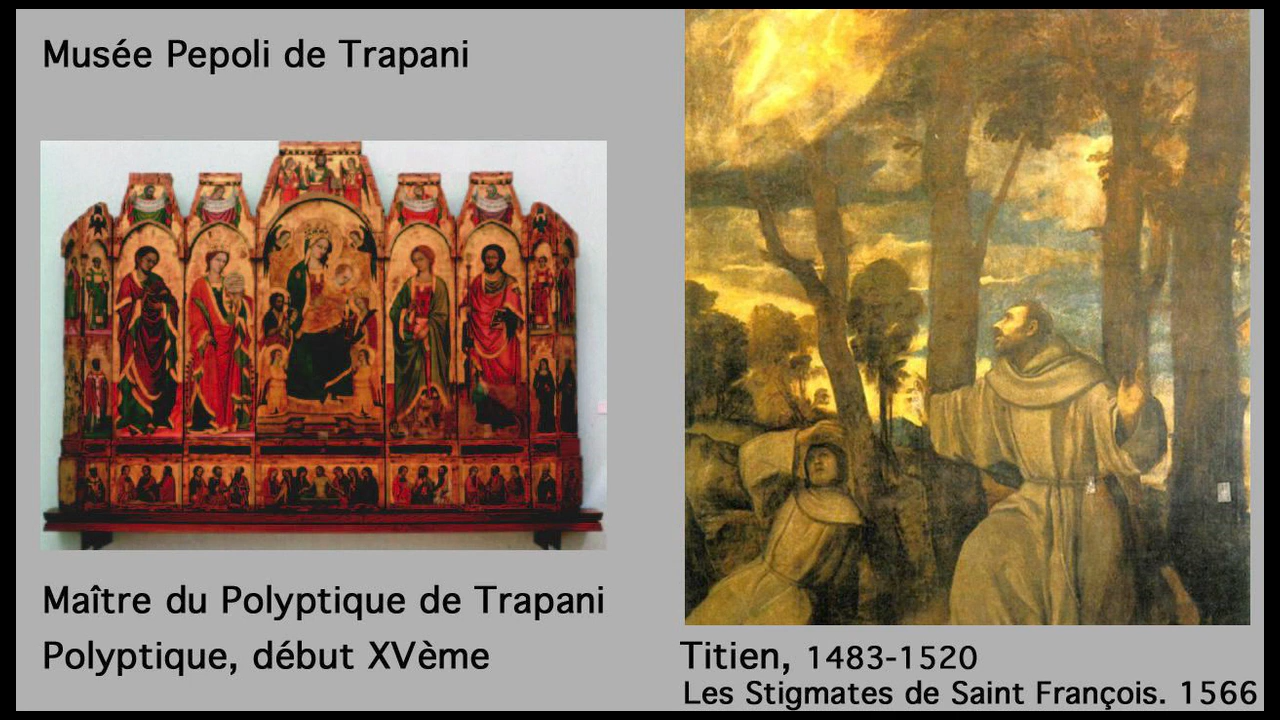 Musée Pepoli de Trapani
Maître du Polyptique de Trapani
Polyptique, début XVème
Titien, 1483-1520
Les Stigmates de Saint François. 1566